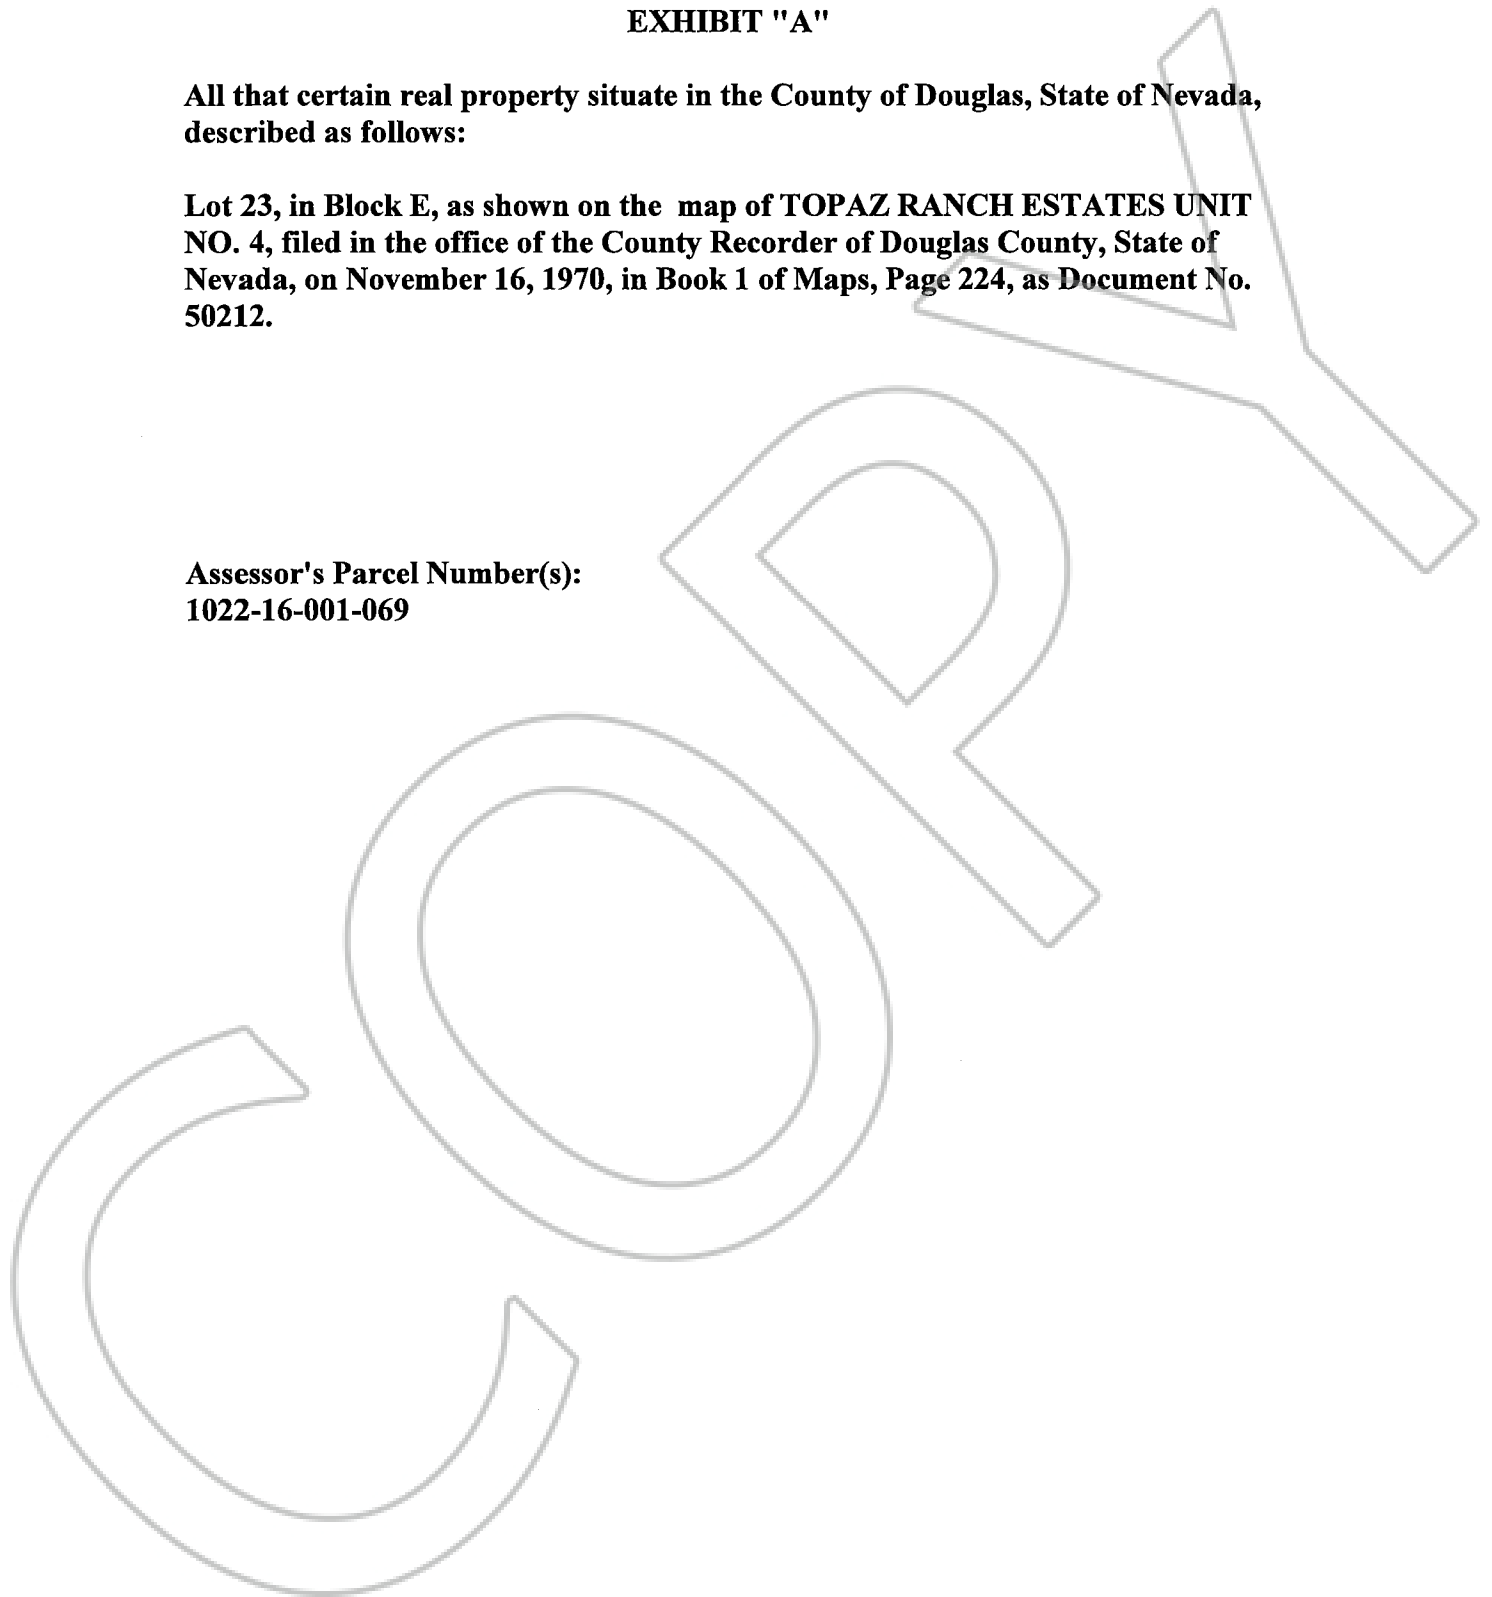 EXHIBIT "A"
All that certain real property situate in the County of Douglas, State of Nevada,
described as follows:
Lot 23, in Block E, as shown on the map of TOPAZ RANCH ESTATES UNIT
NO. 4, filed in the office of the County Recorder of Douglas County, State of
Nevada, on November 16, 1970, in Book 1 of Maps, Page 224, as Document No.
50212.
Assessor's Parcel Number(s):
1022-16-001-069
COPY